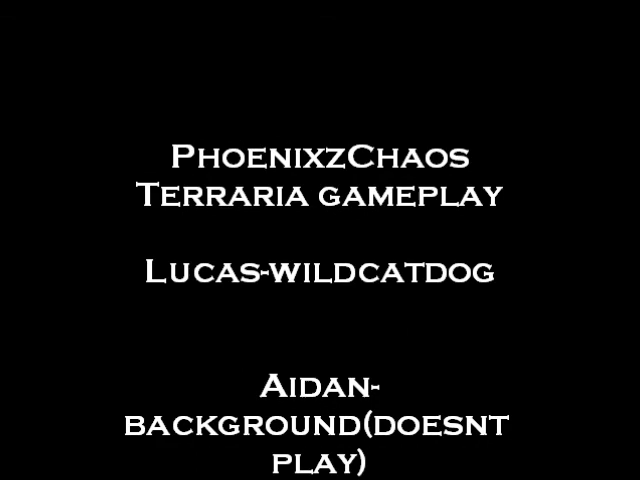 PhoenixzChaos
Terraria gameplay
Lucas-wildcatdog
Aidan-
background(doesnt
play)